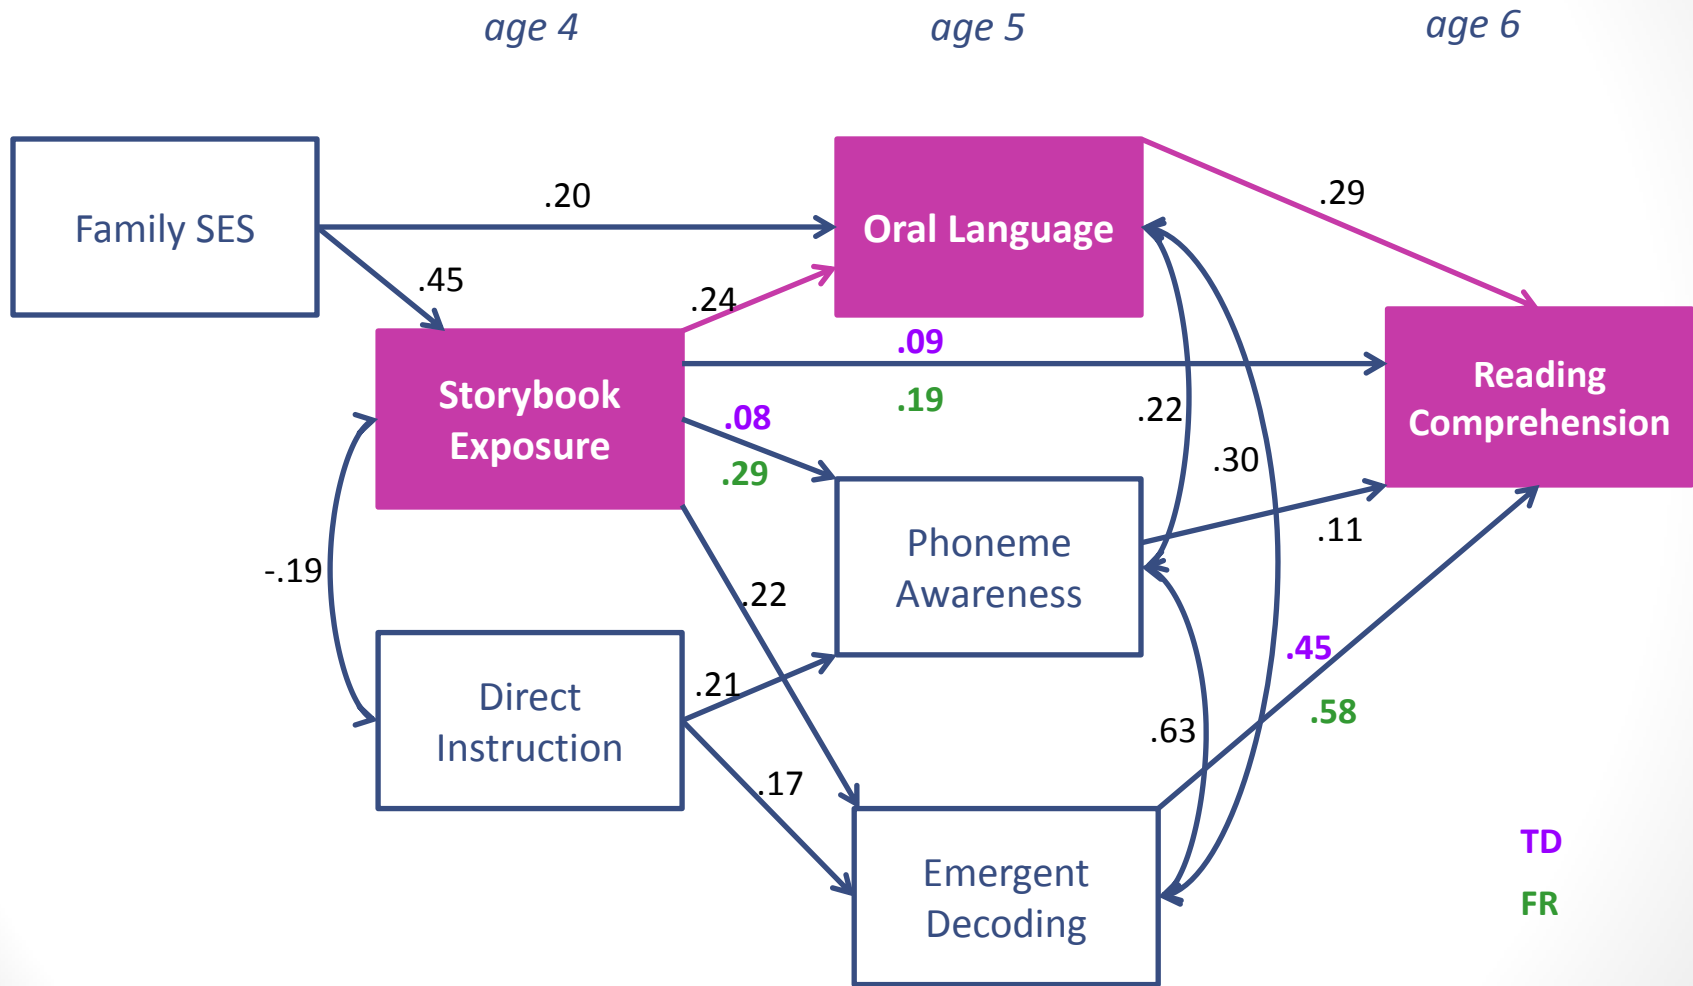 age 4
age 5
age 6
Family SES
.20
.45
Oral Language
.29
.24
Storybook
Exposure
.09
.19
.08
.29
.22
.30
Reading
Comprehension
-.19
.22
Phoneme
Awareness
.11
Direct
Instruction
.21
.17
.63
.45
.58
Emergent
Decoding
TD
FR